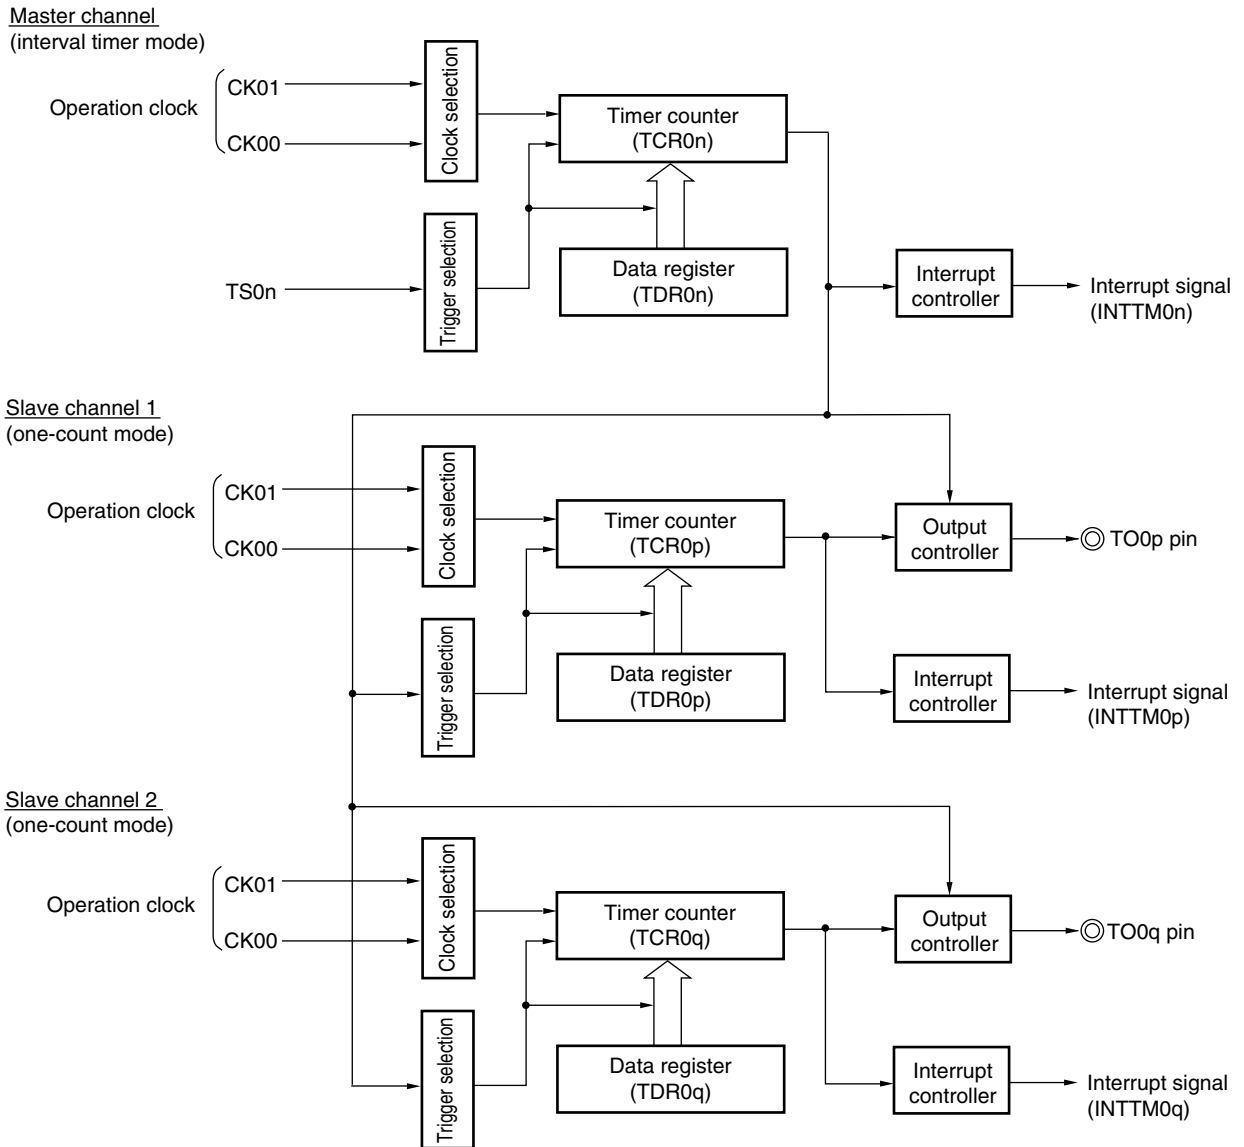 Master channel
(interval timer mode)
Operation clock
CK01
CK00
Clock selection
Timer counter
(TCR0n)
TS0n
Trigger selection
Data register
(TDR0n)
Interrupt
controller
Interrupt signal
(INTTM0n)
Slave channel 1
(one-count mode)
Operation clock
CK01
CK00
Clock selection
Timer counter
(TCR0p)
Output
controller
TO0p pin
Trigger selection
Data register
(TDR0p)
Interrupt
controller
Interrupt signal
(INTTM0p)
Slave channel 2
(one-count mode)
Operation clock
CK01
CK00
Clock selection
Timer counter
(TCR0q)
Output
controller
TO0q pin
Trigger selection
Data register
(TDR0q)
Interrupt
controller
Interrupt signal
(INTTM0q)